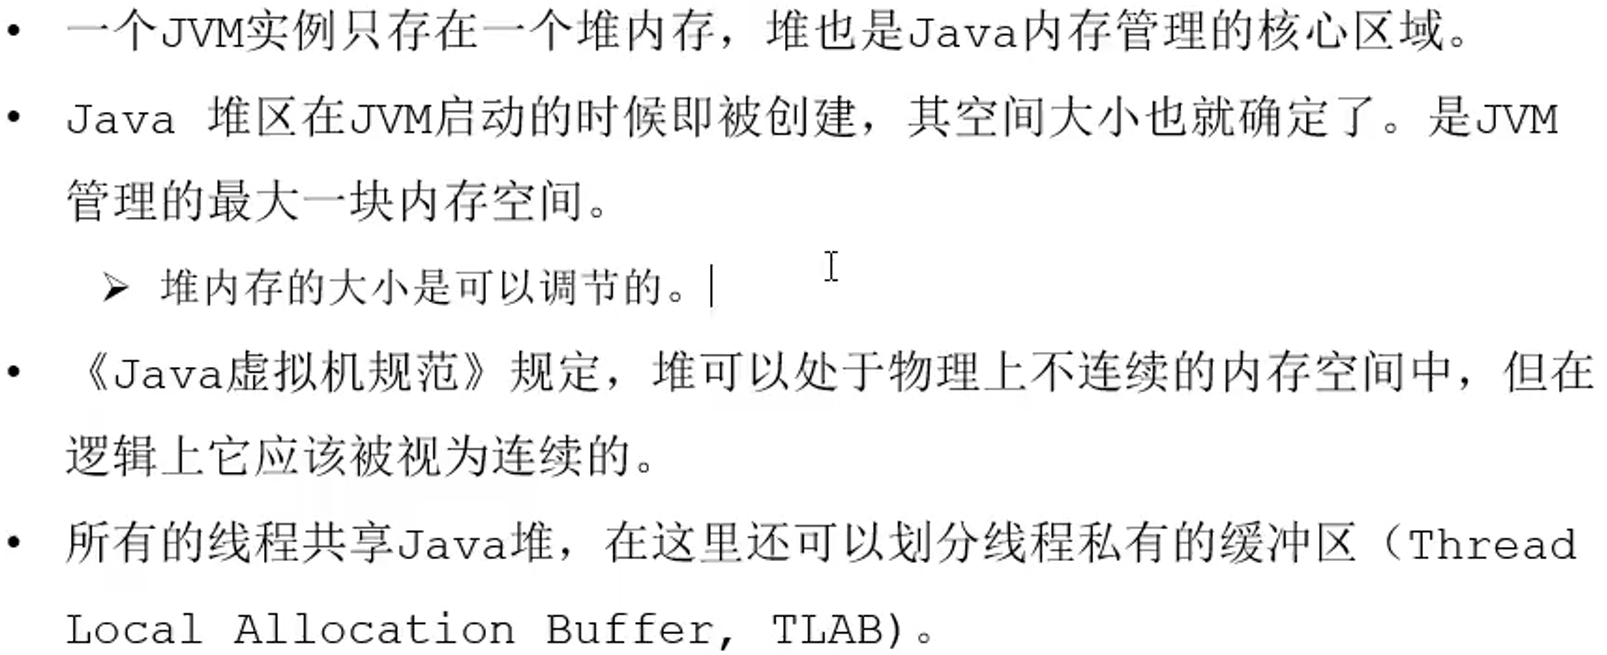 • 一个JVM实例只存在一个堆内存，堆也是Java内存管理的核心区域。
• Java 堆区在JVM启动的时候即被创建，其空间大小也就确定了。是JVM
管理的最大一块内存空间。
➢ 堆内存的大小是可以调节的。
• 《Java虚拟机规范》规定，堆可以处于物理上不连续的内存空间中，但在
逻辑上它应该被视为连续的。
• 所有的线程共享Java堆，在这里还可以划分线程私有的缓冲区（Thread
Local Allocation Buffer, TLAB)。